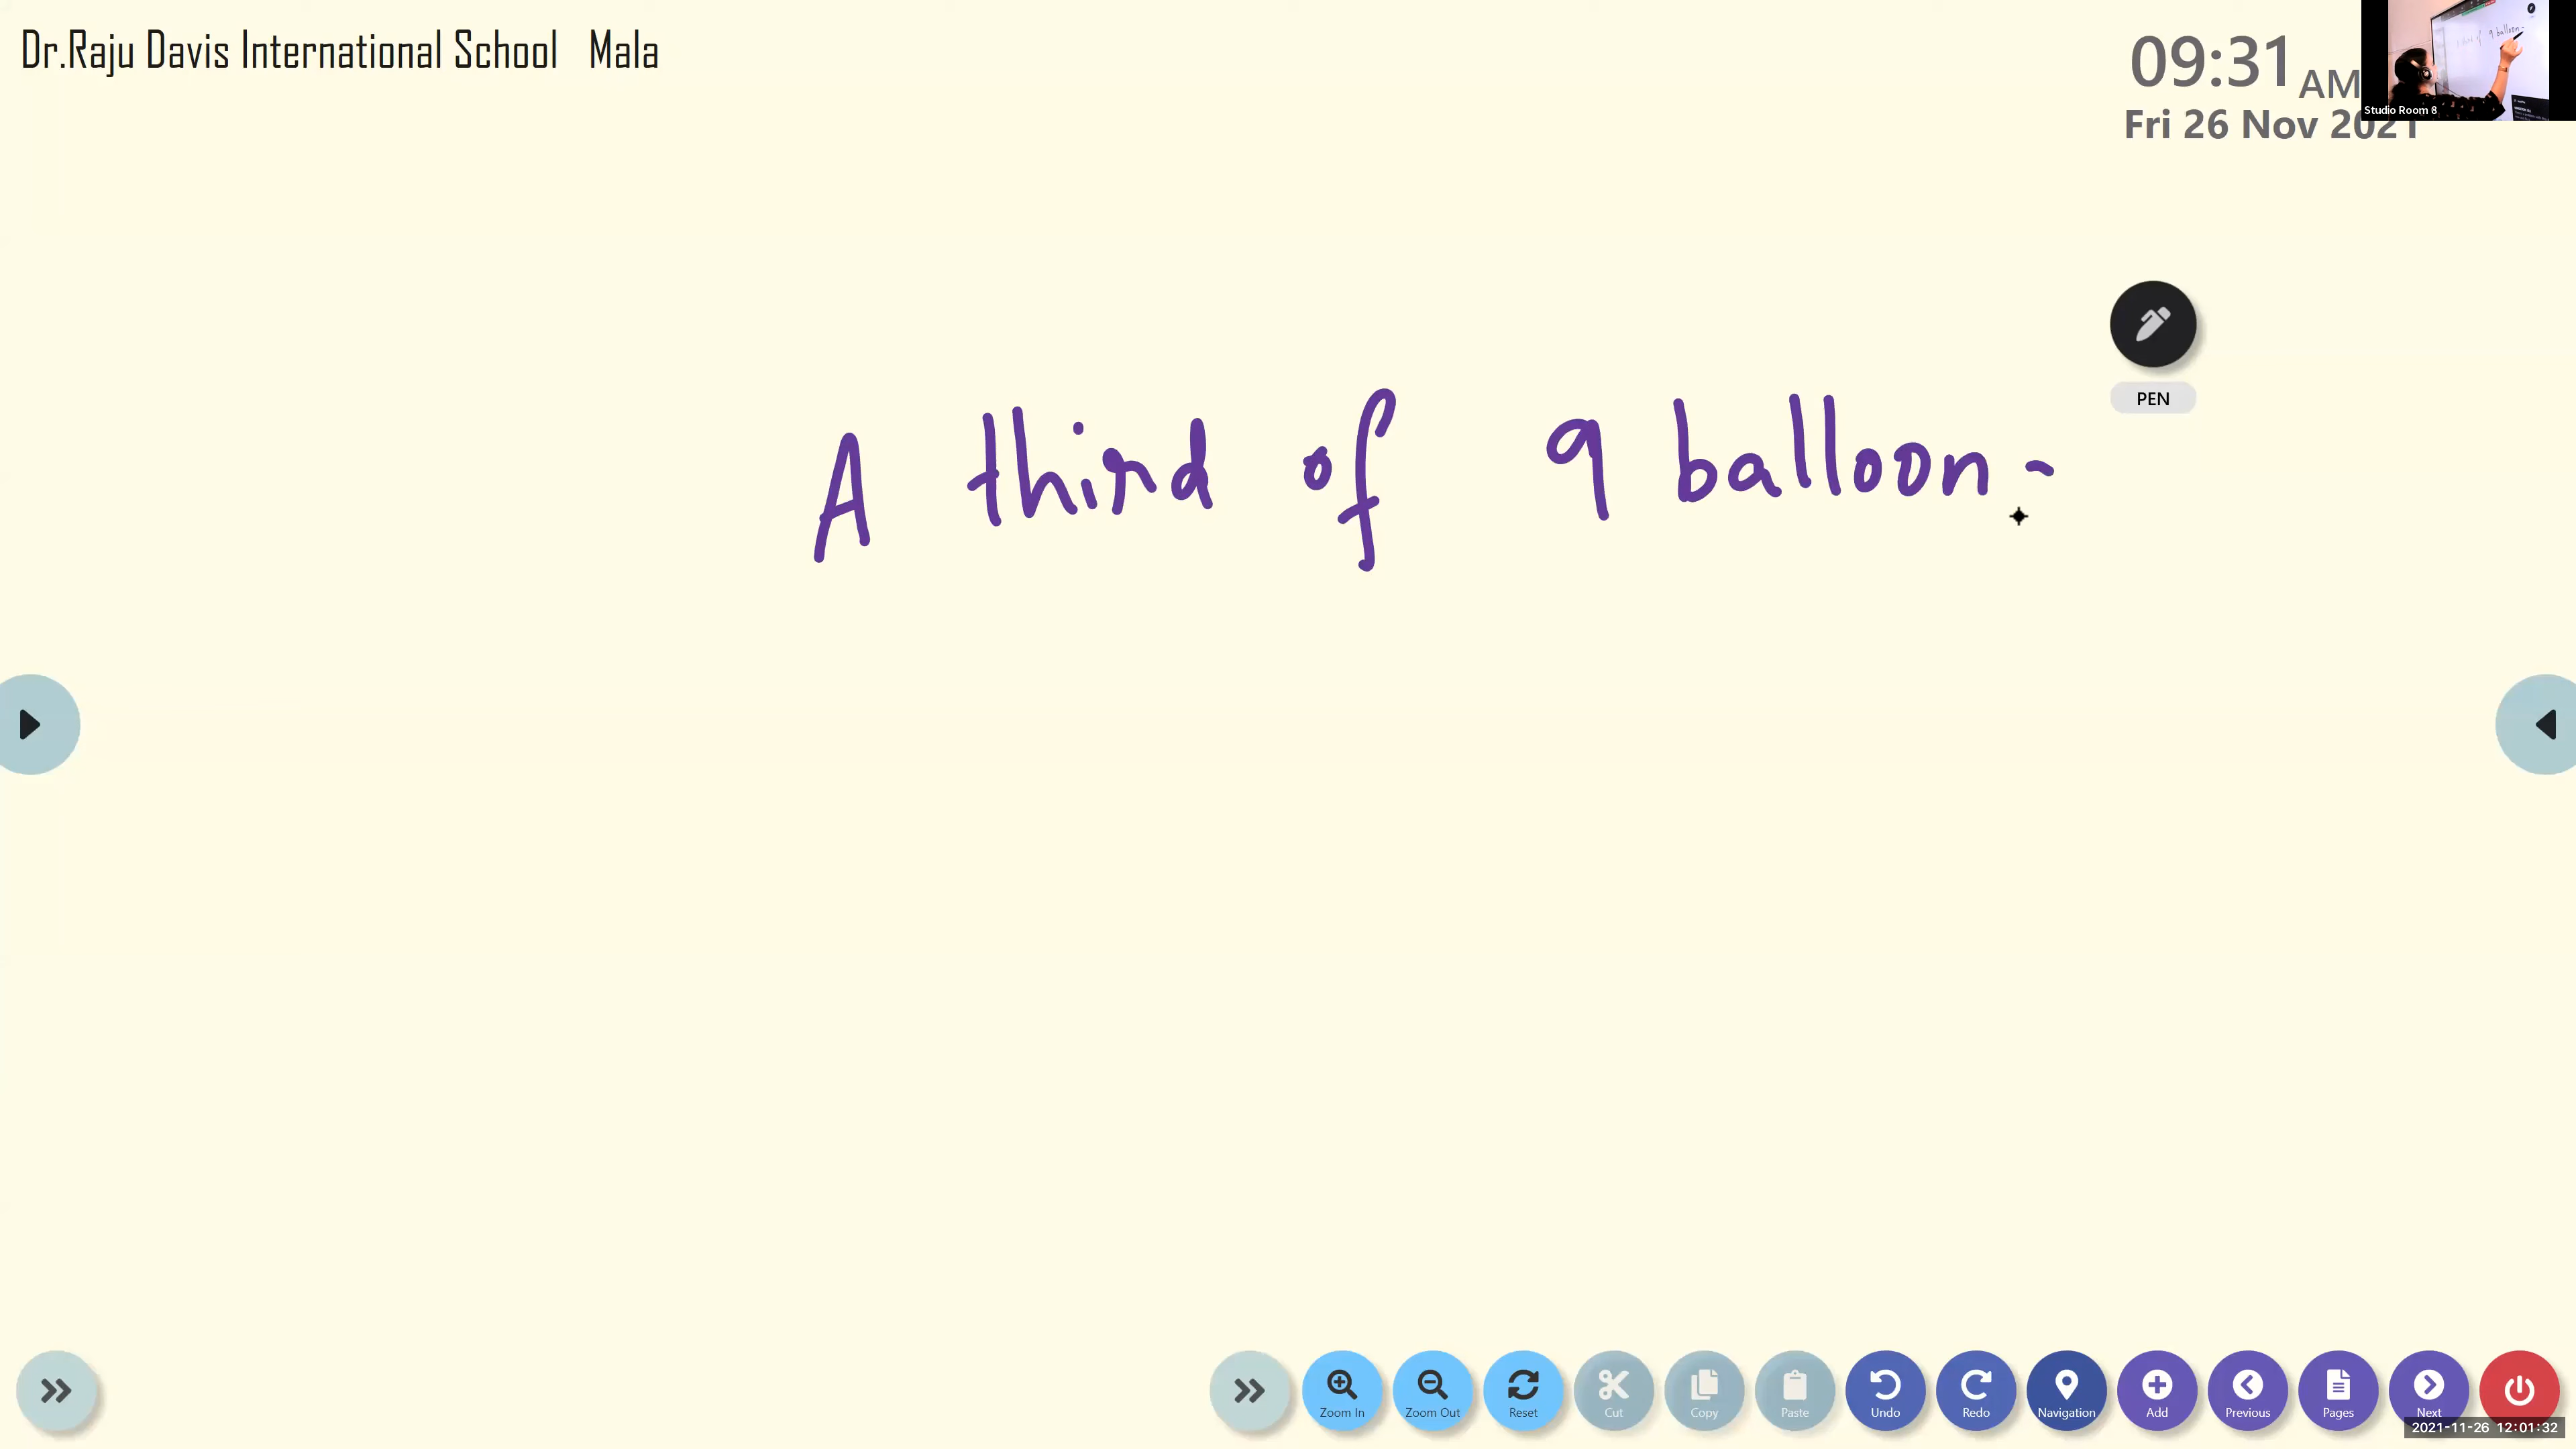 Dr.Raju Davis International School Mala
09:31 AM
Fri 26 Nov 2021
Studio Room 8
PEN
A third of 9 balloon -
Zoom In
Zoom Out
Reset
Cut
Copy
Paste
Undo
Redo
Navigation
Add
Previous
Pages
Next
2021-11-26 12:01:32